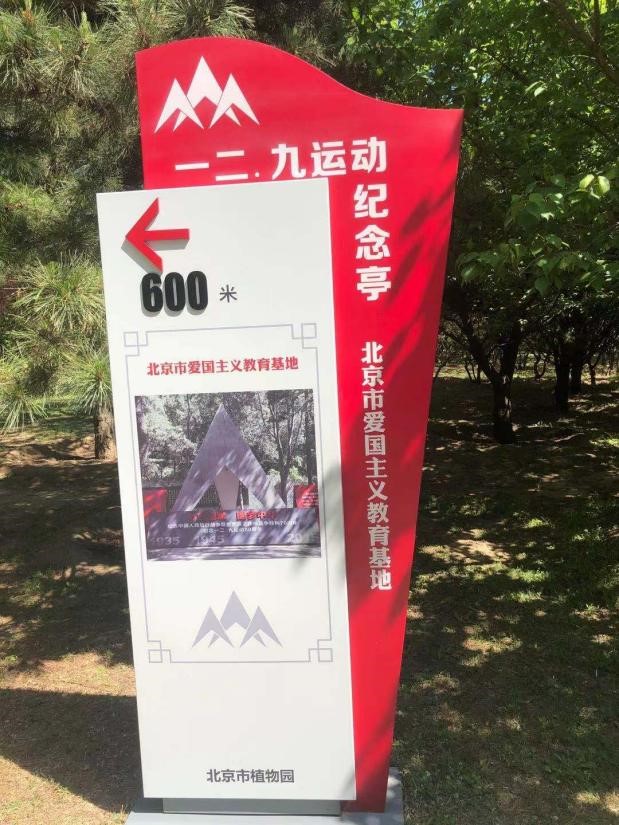 一二.九运动
纪念亭
北京市爱国主义教育基地
600 米
北京市爱国主义教育基地
1935 1945 20
北京市植物园